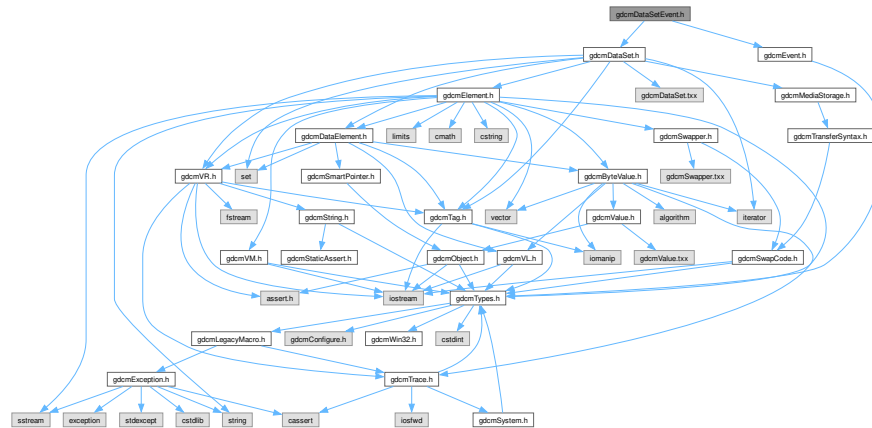 gdcmDataSetEvent.h
gdcmDataSet.h
gdcmEvent.h
gdcmElement.h
gdcmDataSet.txx
gdcmMediaStorage.h
gdcmDataElement.h
limits
cmath
cstring
gdcmSwapper.h
gdcmTransferSyntax.h
gdcmVR.h
set
gdcmSmartPointer.h
gdcmByteValue.h
gdcmSwapper.txx
fstream
gdcmString.h
gdcmTag.h
vector
gdcmValue.h
algorithm
iterator
gdcmVM.h
gdcmStaticAssert.h
gdcmObject.h
gdcmVL.h
iomanip
gdcmValue.txx
gdcmSwapCode.h
assert.h
iostream
gdcmTypes.h
gdcmLegacyMacro.h
gdcmConfigure.h
gdcmWin32.h
cstdint
gdcmException.h
gdcmTrace.h
sstream
exception
stdexcept
cstdlib
string
cassert
iosfwd
gdcmSystem.h